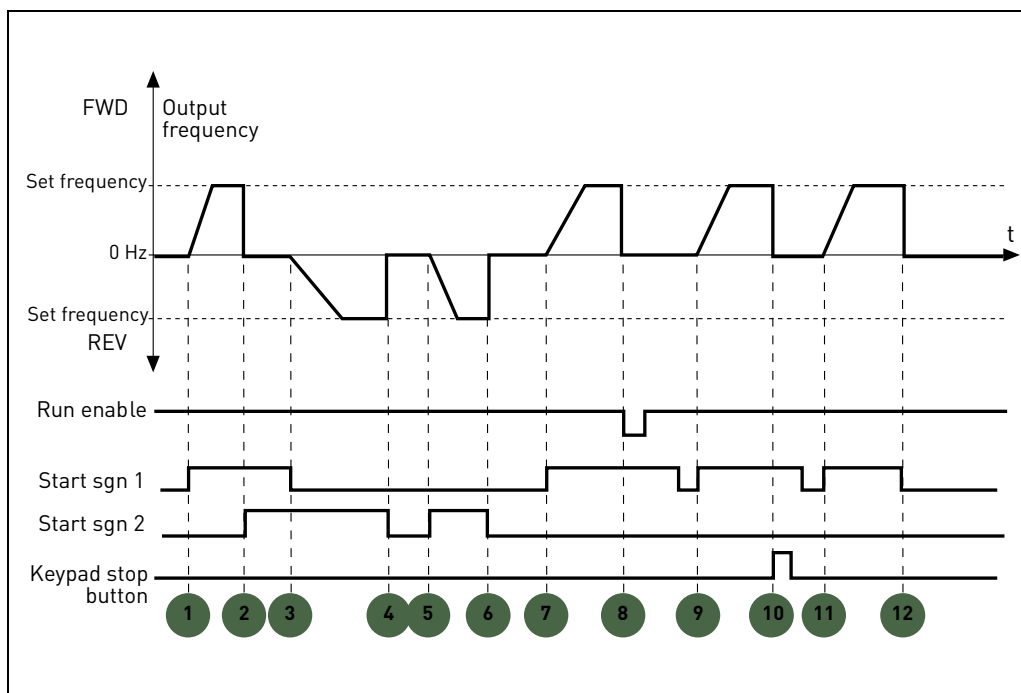 FWD
Output
frequency
Set frequency
t
0 Hz
Set frequency
REV
Run enable
Start sgn 1
Start sgn 2
Keypad stop
button
1 2 3 4 5 6 7 8 9 10 11 12